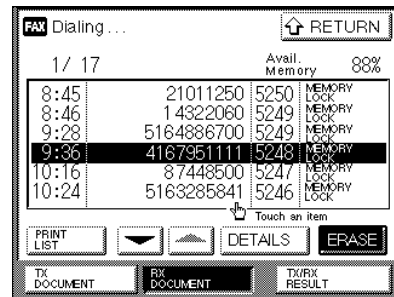 FAX Dialing...
RETURN
1/ 17
Avail. Memory 88%
8:45 21011250 5250 MEMORY LOCK
8:46 14322060 5249 MEMORY LOCK
9:28 5164886700 5249 MEMORY LOCK
9:36 4167951111 5248 MEMORY LOCK
10:16 87448500 5247 MEMORY LOCK
10:24 5163285841 5246 MEMORY LOCK
Touch an item
PRINT LIST
DETAILS
ERASE
TX DOCUMENT
RX DOCUMENT
TX/RX RESULT